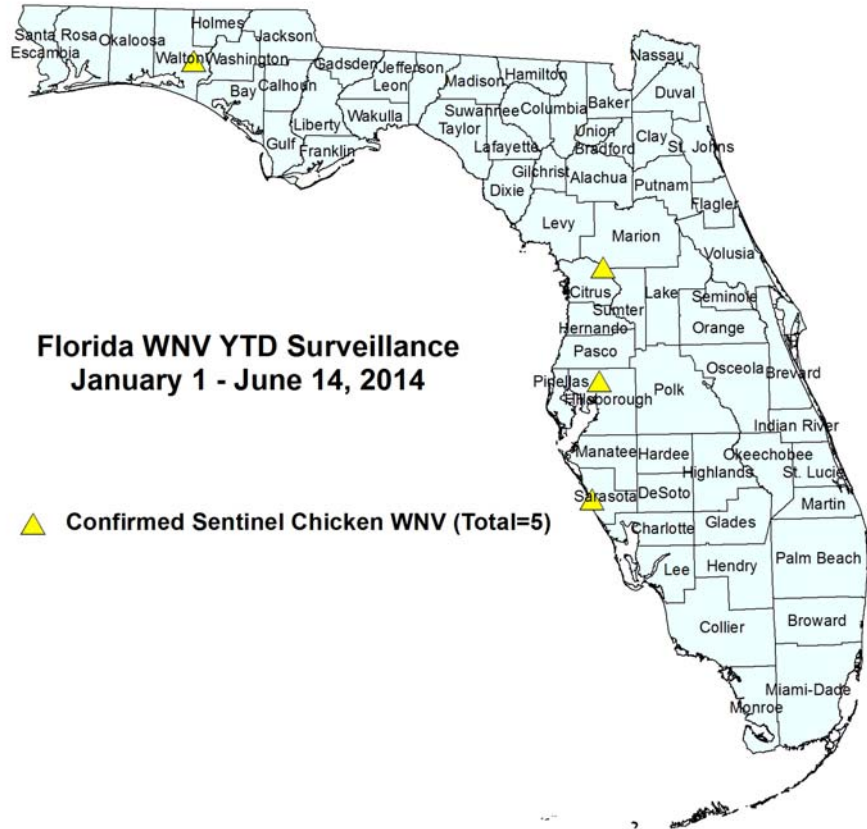 Holmes
Santa Rosa
Okaloosa
Jackson
Escambia
Walton
Washington
Gadsden
Jefferson
Leon
Madison
Hamilton
Nassau
Bay
Calhoun
Liberty
Wakulla
Suwannee
Columbia
Baker
Duval
Taylor
Union
Clay
Gulf
Franklin
Lafayette
Bradford
St. Johns
Gilchrist
Alachua
Dixie
Putnam
Flagler
Levy
Marion
Volusia
Citrus
Lake
Sumter
Seminole
Hernando
Orange
Florida WNV YTD Surveillance
January 1 - June 14, 2014
Pasco
Osceola
Brevard
Pinellas
Polk
Hillsborough
Indian River
Manatee
Hardee
Okeechobee
Highlands
St. Lucie
Sarasota
DeSoto
Martin
Confirmed Sentinel Chicken WNV (Total=5)
Charlotte
Glades
Lee
Hendry
Palm Beach
Collier
Broward
Miami-Dade
Monroe